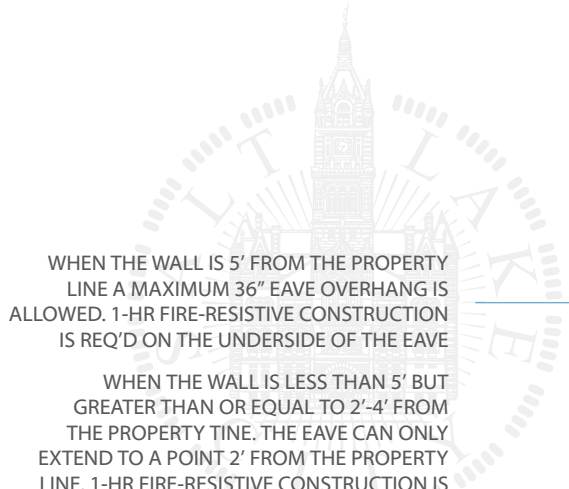 WHEN THE WALL IS 5’ FROM THE PROPERTY
LINE A MAXIMUM 36” EAVE OVERHANG IS
ALLOWED. 1-HR FIRE-RESISTIVE CONSTRUCTION
IS REQ’D ON THE UNDERSIDE OF THE EAVE
WHEN THE WALL IS LESS THAN 5’ BUT
GREATER THAN OR EQUAL TO 2’-4’ FROM
THE PROPERTY TINE. THE EAVE CAN ONLY
EXTEND TO A POINT 2’ FROM THE PROPERTY
LINE. 1-HR FIRE-RESISTIVE CONSTRUCTION IS